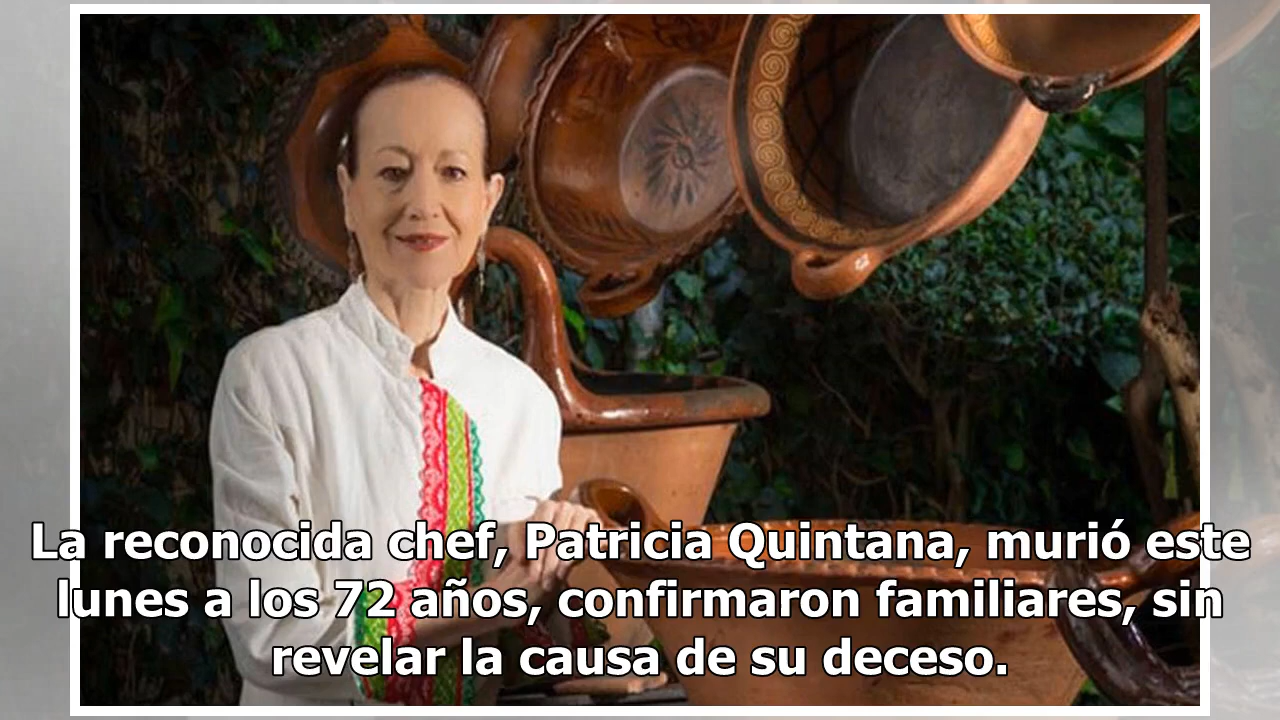 La reconocida chef, Patricia Quintana, murió este
lunes a los 72 años, confirmaron familiares, sin
revelar la causa de su deceso.